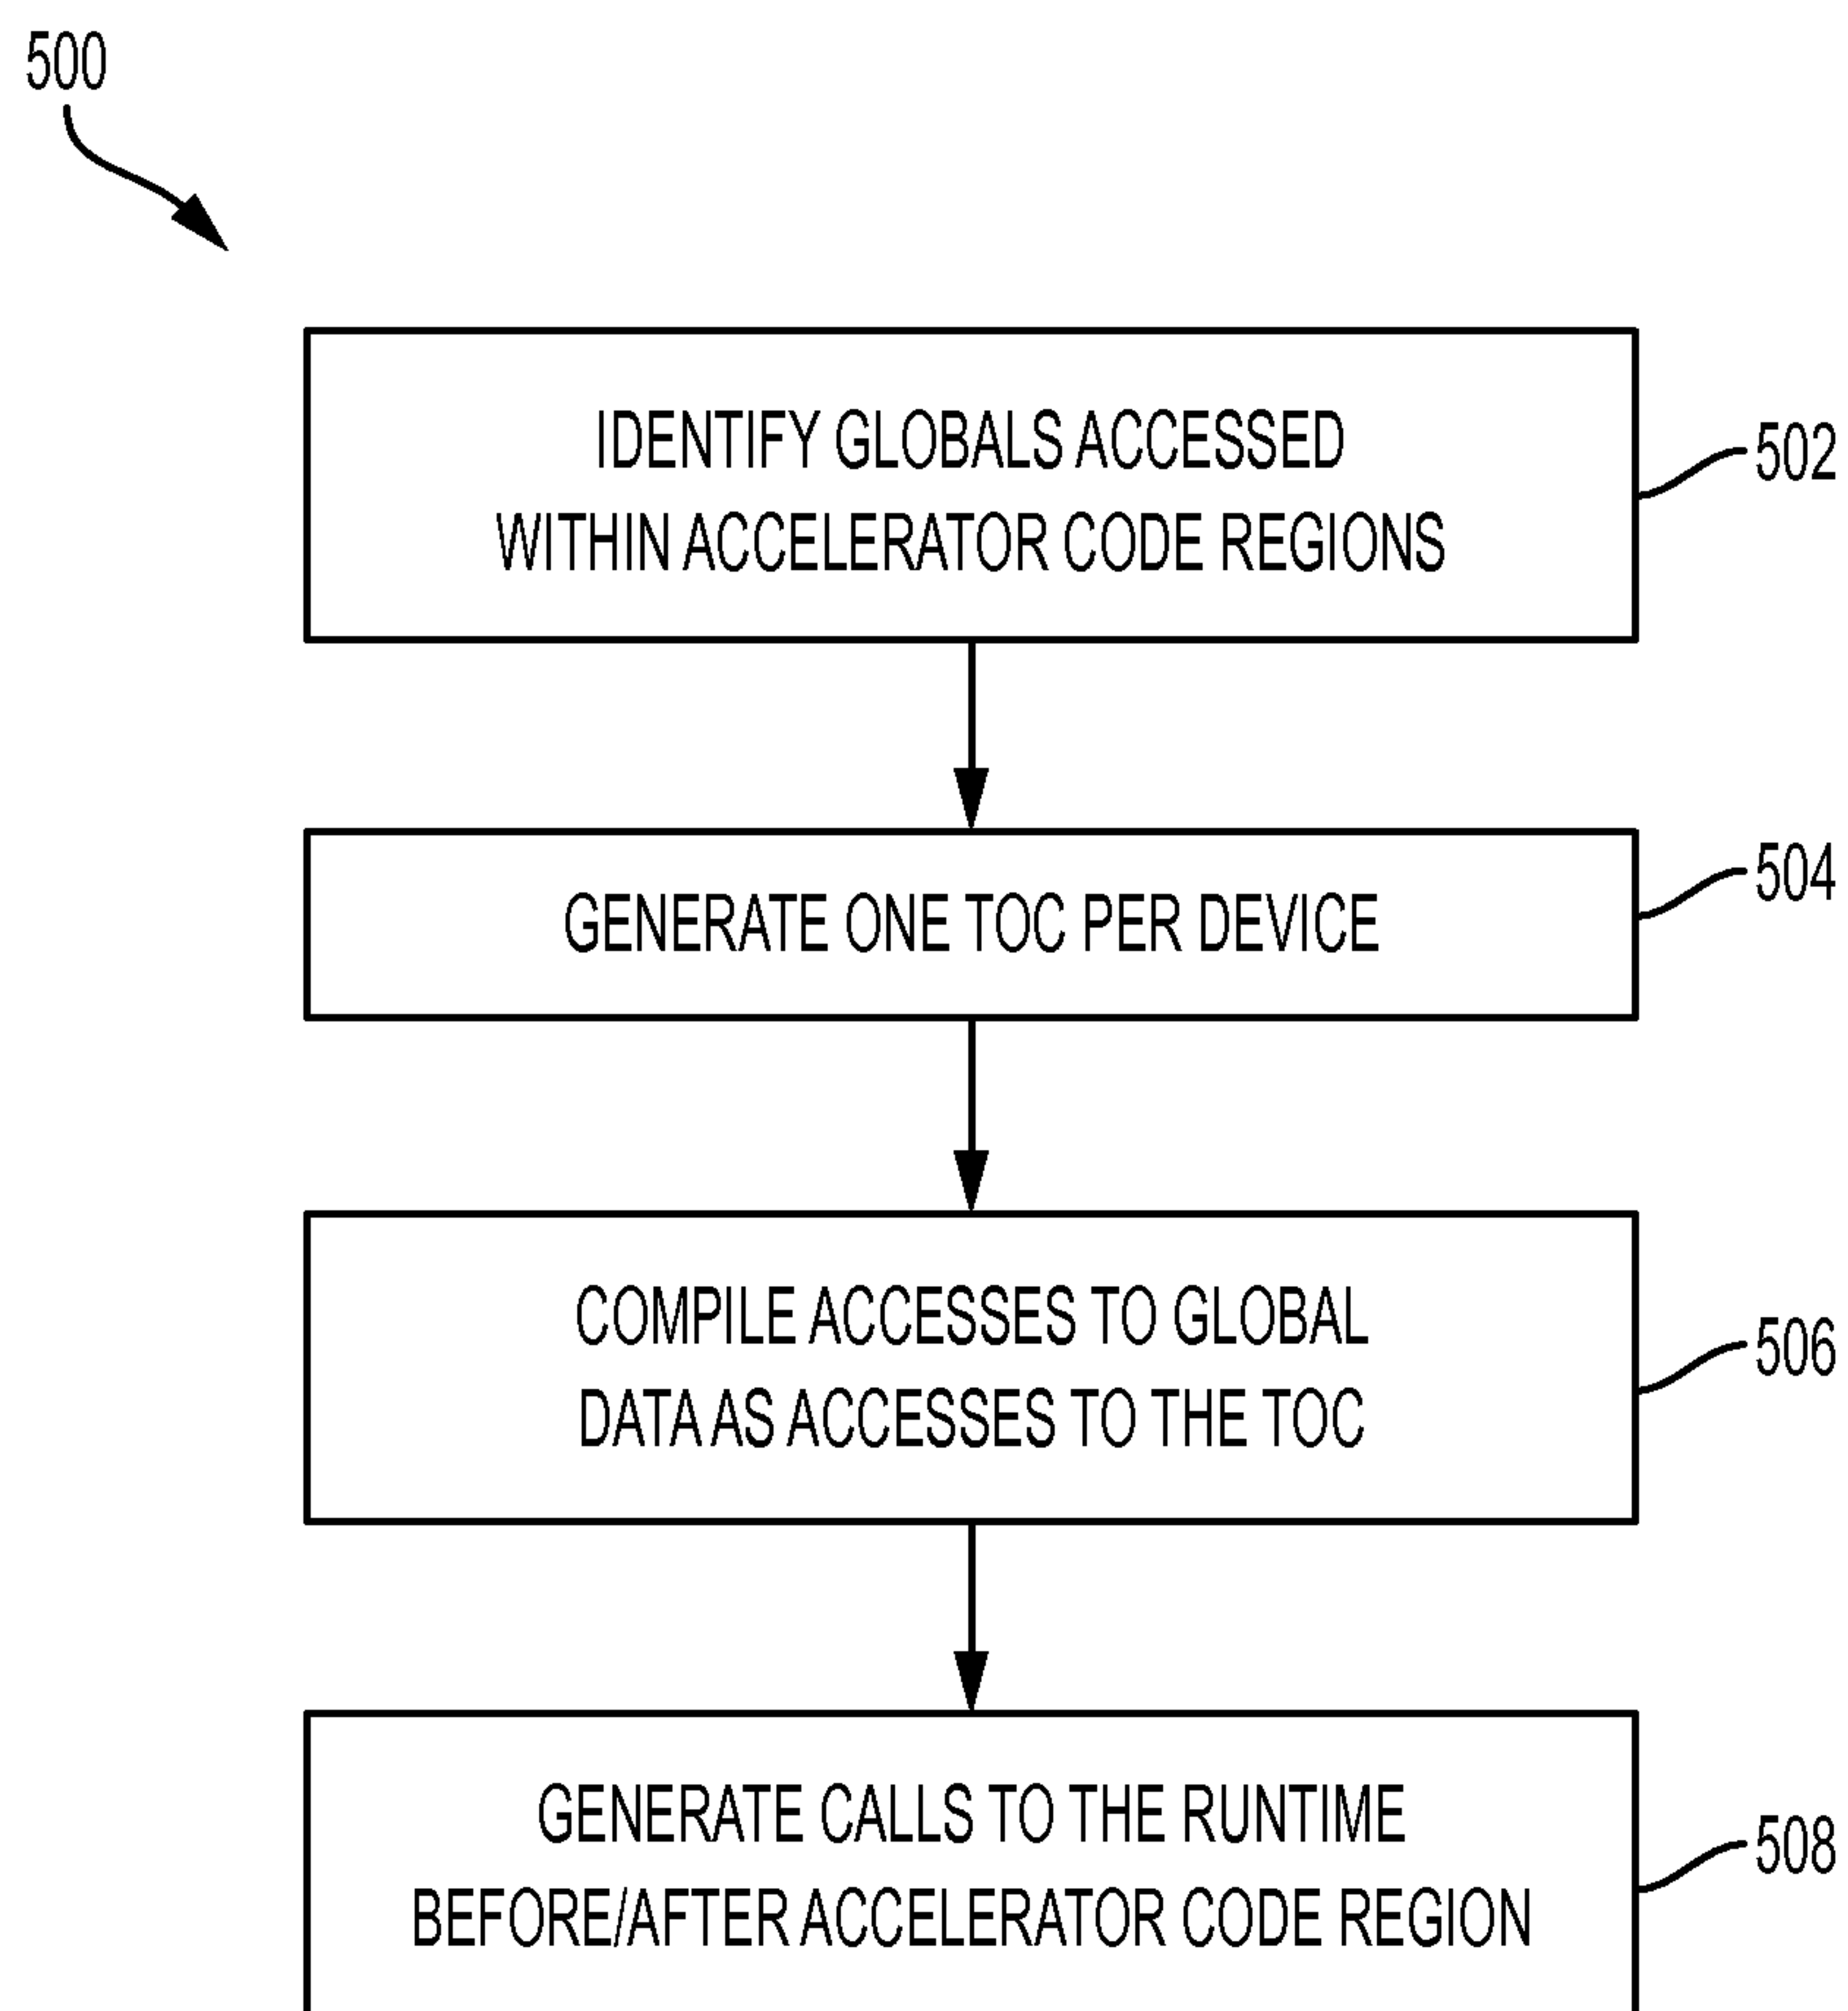 500
IDENTIFY GLOBALS ACCESSED
WITHIN ACCELERATOR CODE REGIONS
502
GENERATE ONE TOC PER DEVICE
504
COMPILE ACCESSES TO GLOBAL
DATA AS ACCESSES TO THE TOC
506
GENERATE CALLS TO THE RUNTIME
BEFORE/AFTER ACCELERATOR CODE REGION
508